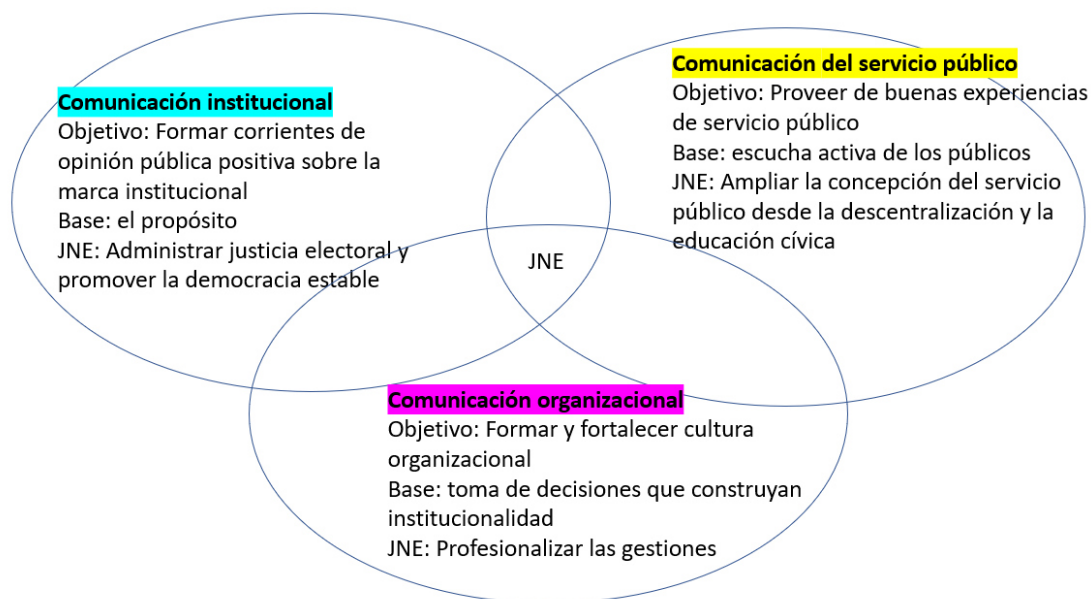 Comunicación institucional
Objetivo: Formar corrientes de
opinión pública positiva sobre la
marca institucional
Base: el propósito
JNE: Administrar justicia electoral y
promover la democracia estable
Comunicación del servicio público
Objetivo: Proveer de buenas experiencias
de servicio público
Base: escucha activa de los públicos
JNE: Ampliar la concepción del servicio
público desde la descentralización y la
educación cívica
JNE
Comunicación organizacional
Objetivo: Formar y fortalecer cultura
organizacional
Base: toma de decisiones que construyan
institucionalidad
JNE: Profesionalizar las gestiones